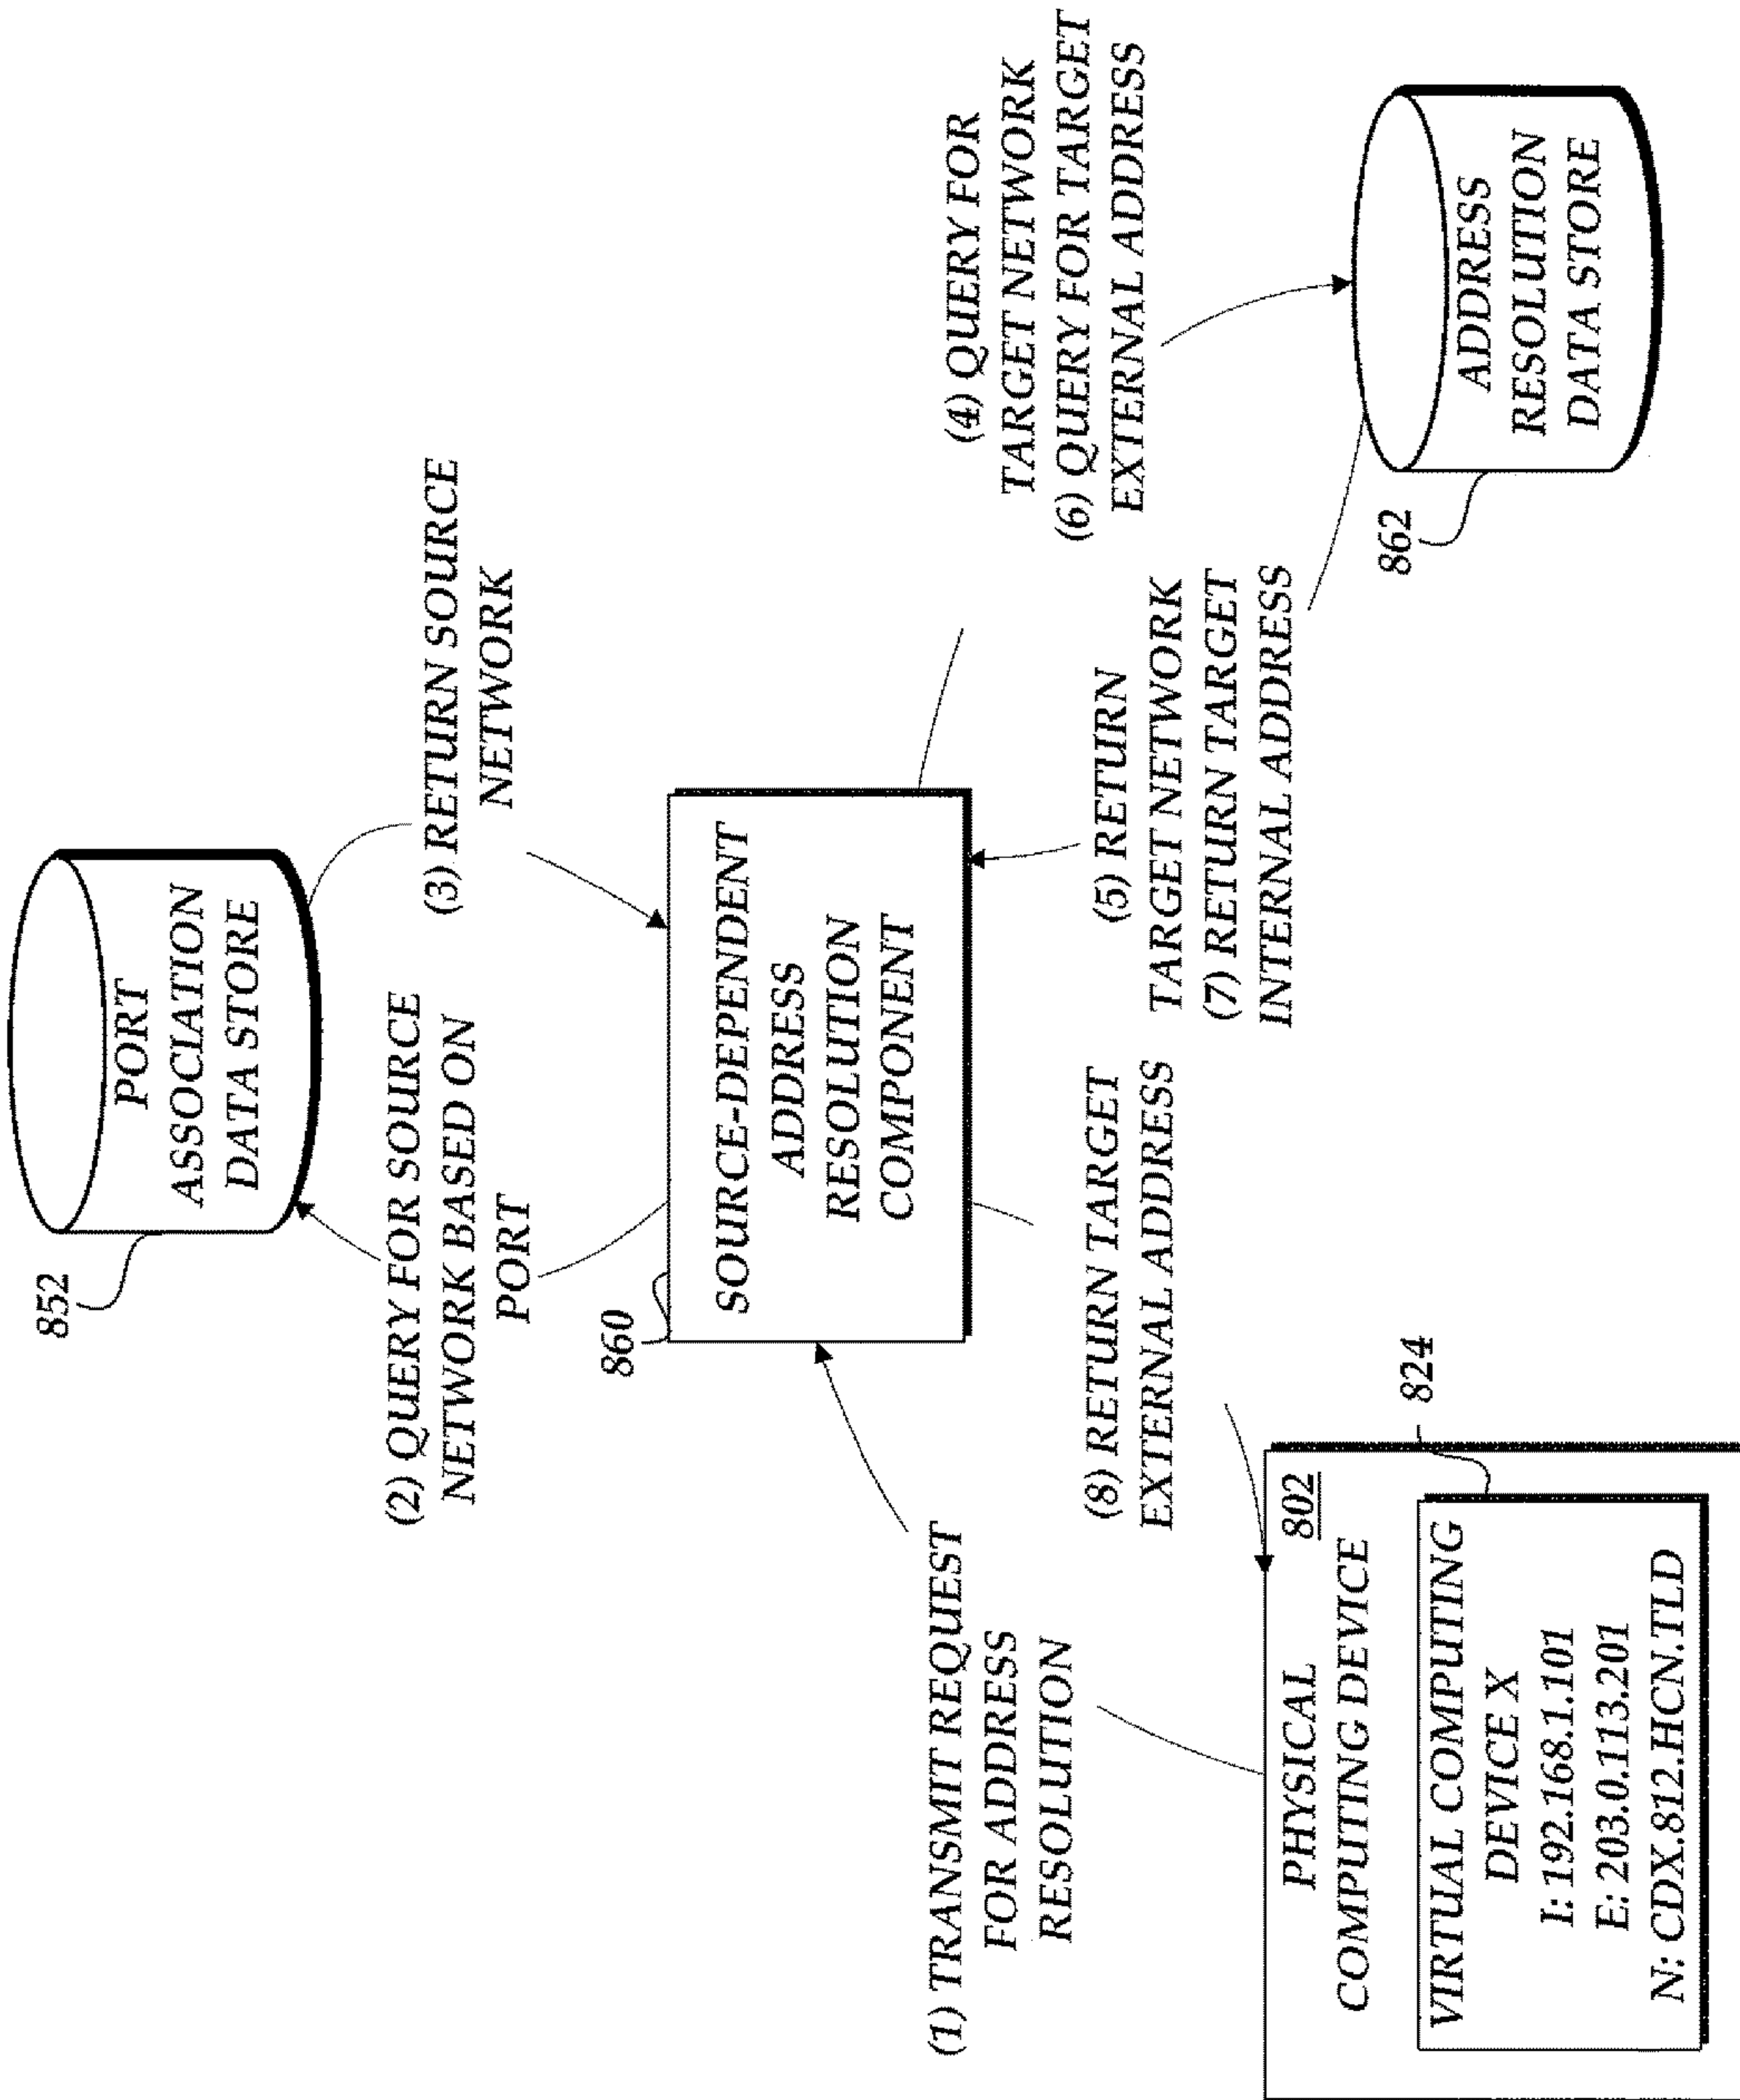 852
PORT
ASSOCIATION
DATA STORE
(2) QUERY FOR SOURCE
NETWORK BASED ON
PORT
(3) RETURN SOURCE
NETWORK
860
SOURCE-DEPENDENT
ADDRESS
RESOLUTION
COMPONENT
(1) TRANSMIT REQUEST
FOR ADDRESS
RESOLUTION
(8) RETURN TARGET
EXTERNAL ADDRESS
(5) RETURN
TARGET NETWORK
(7) RETURN TARGET
INTERNAL ADDRESS
(4) QUERY FOR
TARGET NETWORK
(6) QUERY FOR TARGET
EXTERNAL ADDRESS
PHYSICAL 802
COMPUTING DEVICE
824
VIRTUAL COMPUTING
DEVICE X
I: 192.168.1.101
E: 203.0.113.201
N: CDX.812.HCN.TLD
862
ADDRESS
RESOLUTION
DATA STORE